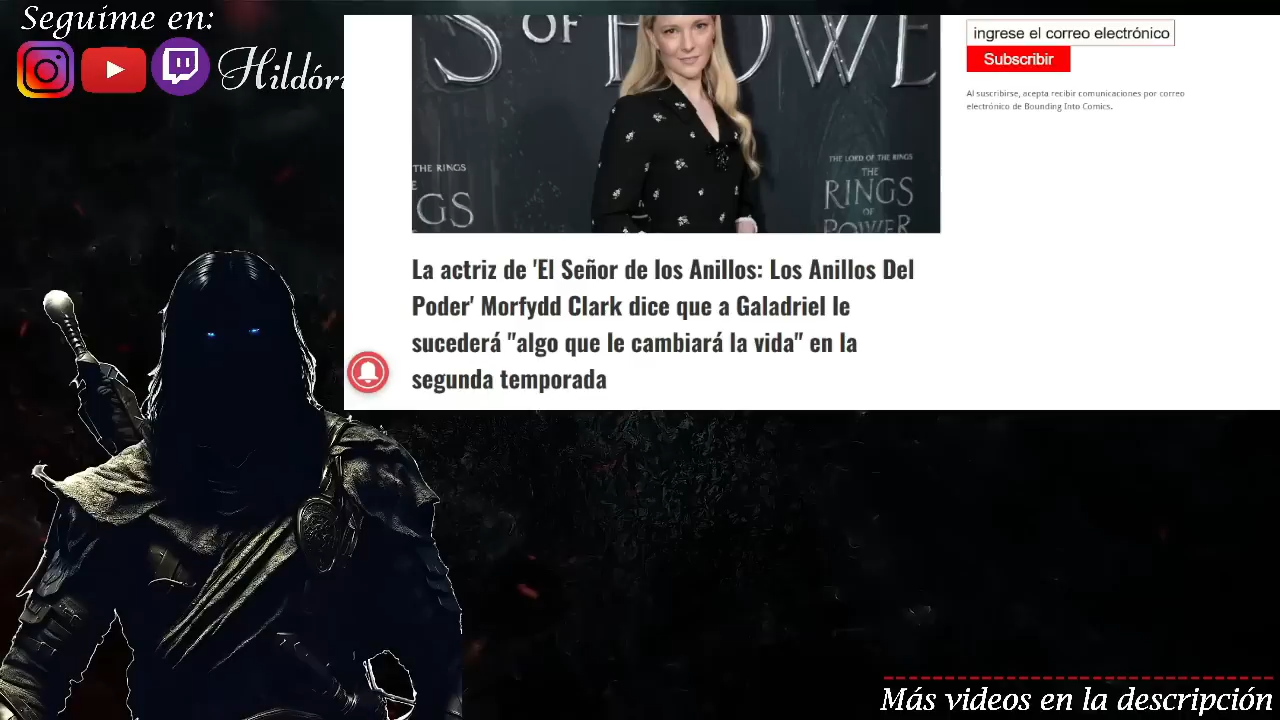 Seguime en:
Hildór
S OF POWE
THE RINGS
GS
THE LORD OF THE RINGS
THE
RINGS
OF
POWER
ingrese el correo electrónico
Subscribir
Al suscribirse, acepta recibir comunicaciones por correo
electrónico de Bounding Into Comics.
La actriz de 'El Señor de los Anillos: Los Anillos Del
Poder' Morfydd Clark dice que a Galadriel le
sucederá "algo que le cambiará la vida" en la
segunda temporada
Más videos en la descripción